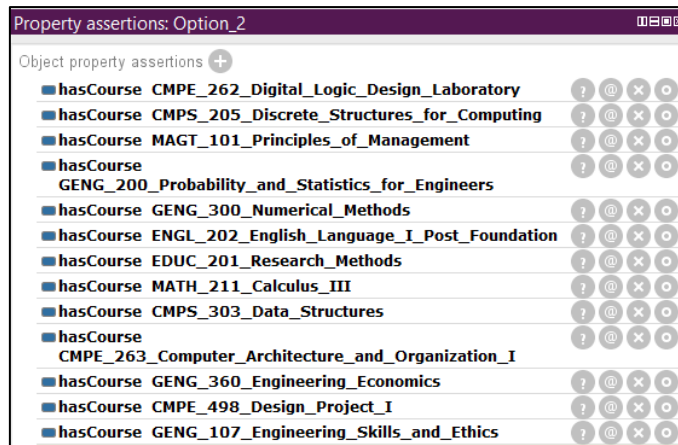 Property assertions: Option_2
Object property assertions
hasCourse CMPE_262_Digital_Logic_Design_Laboratory
hasCourse CMPS_205_Discrete_Structures_for_Computing
hasCourse MAGT_101_Principles_of_Management
hasCourse
GENG_200_Probability_and_Statistics_for_Engineers
hasCourse GENG_300_Numerical_Methods
hasCourse ENGL_202_English_Language_I_Post_Foundation
hasCourse EDUC_201_Research_Methods
hasCourse MATH_211_Calculus_III
hasCourse CMPS_303_Data_Structures
hasCourse
CMPE_263_Computer_Architecture_and_Organization_I
hasCourse GENG_360_Engineering_Economics
hasCourse CMPE_498_Design_Project_I
hasCourse GENG_107_Engineering_Skills_and_Ethics